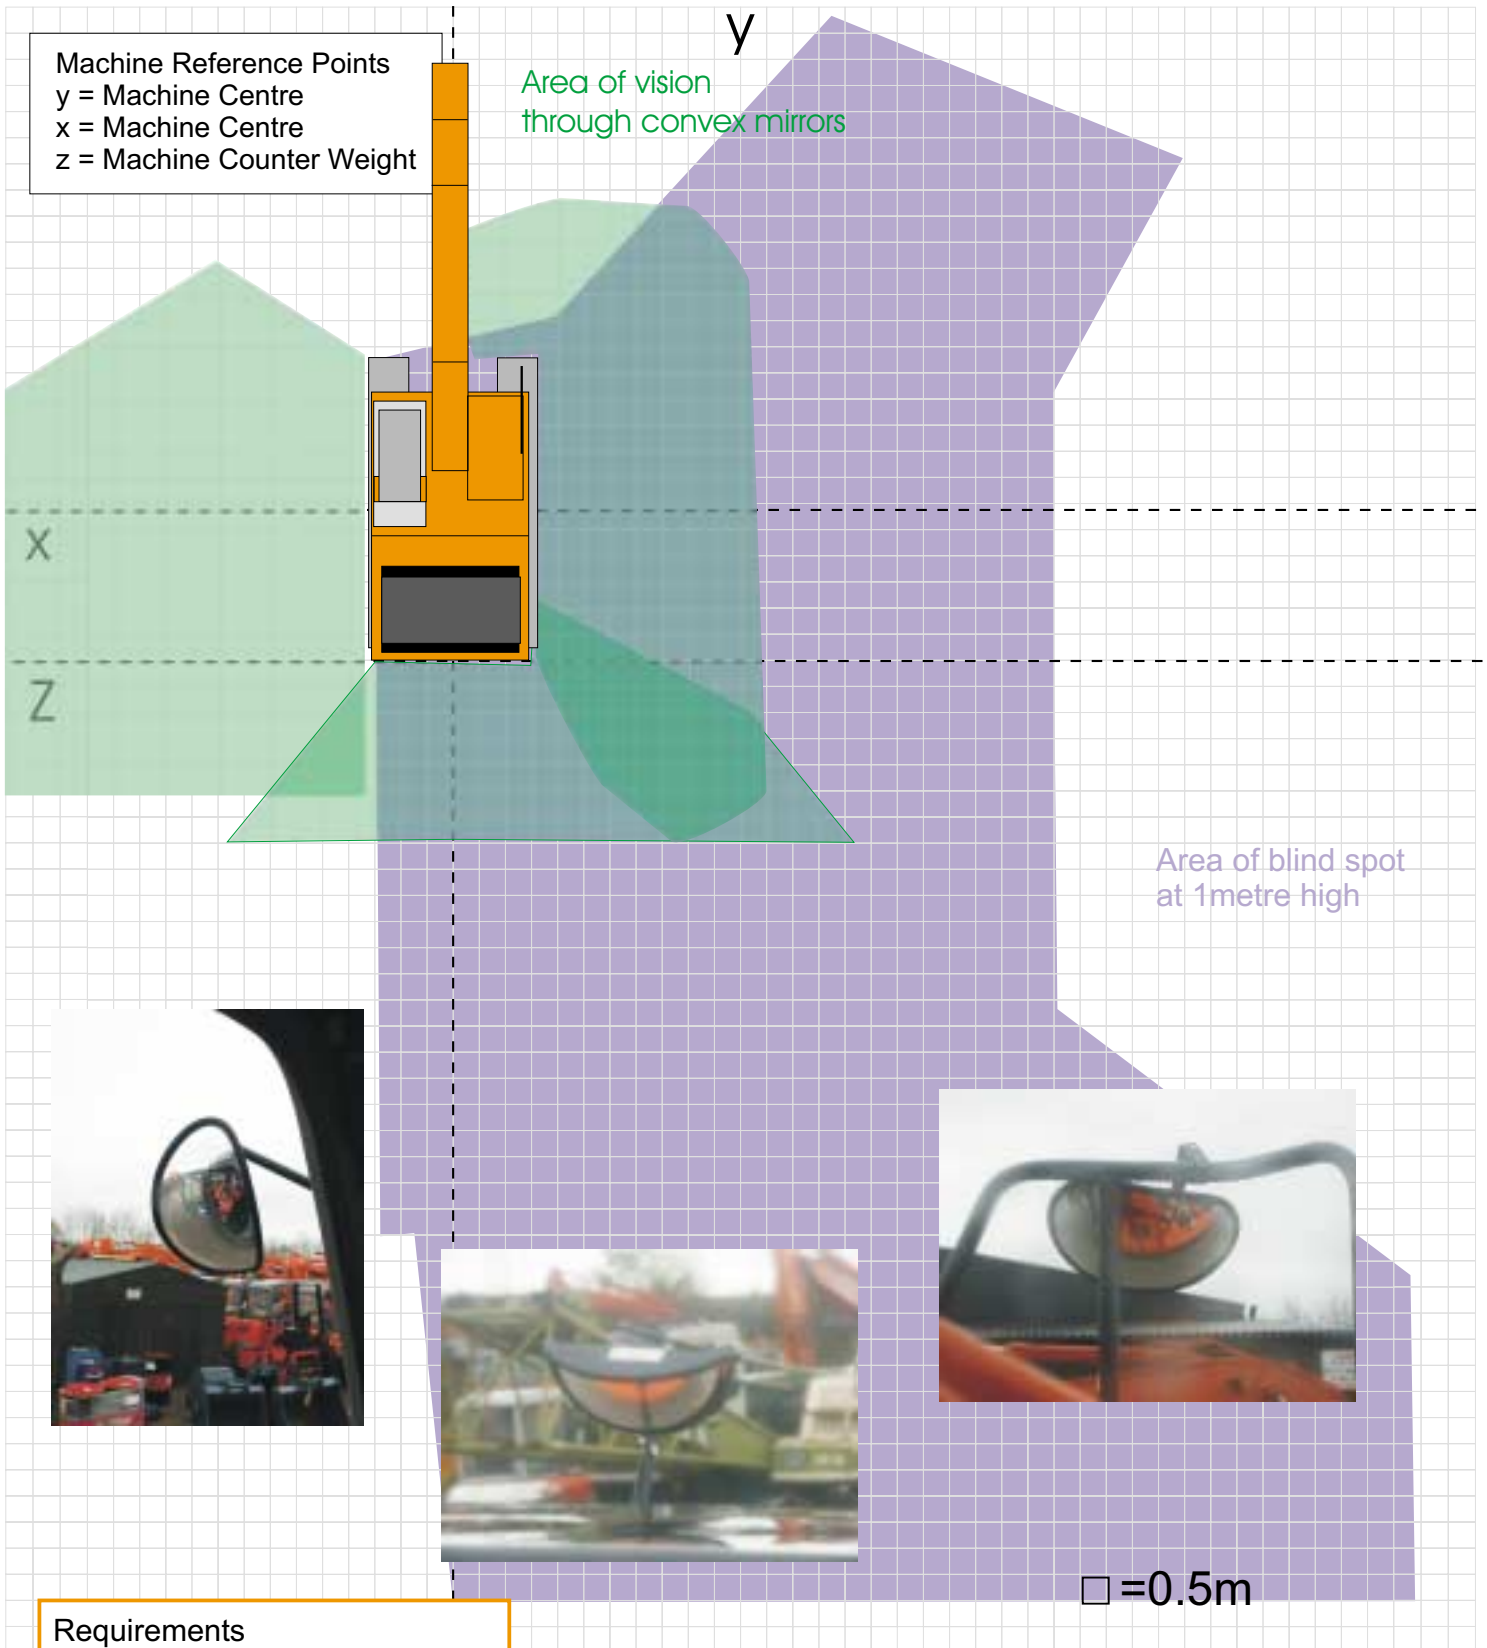 Machine Reference Points
y = Machine Centre
x = Machine Centre
z = Machine Counter Weight
y
Area of vision
through convex mirrors
x
z
Area of blind spot
at 1metre high
=0.5m
Requirements